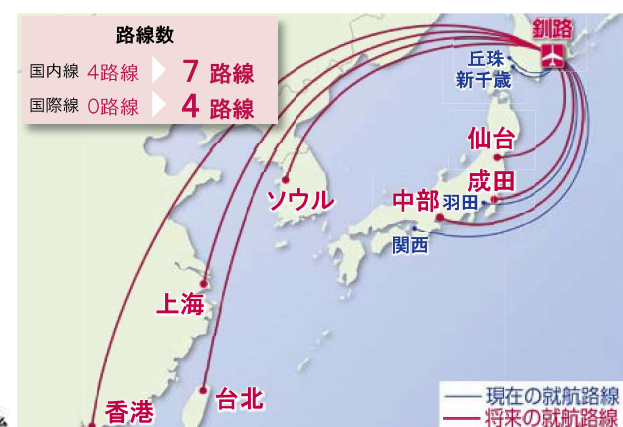 路線数
国内線 4路線 7 路線
国際線 0路線 4 路線
釧路
丘珠
新千歳
仙台
成田
中部 羽田
ソウル
関西
上海
台北
香港
現在の就航路線
将来の就航路線